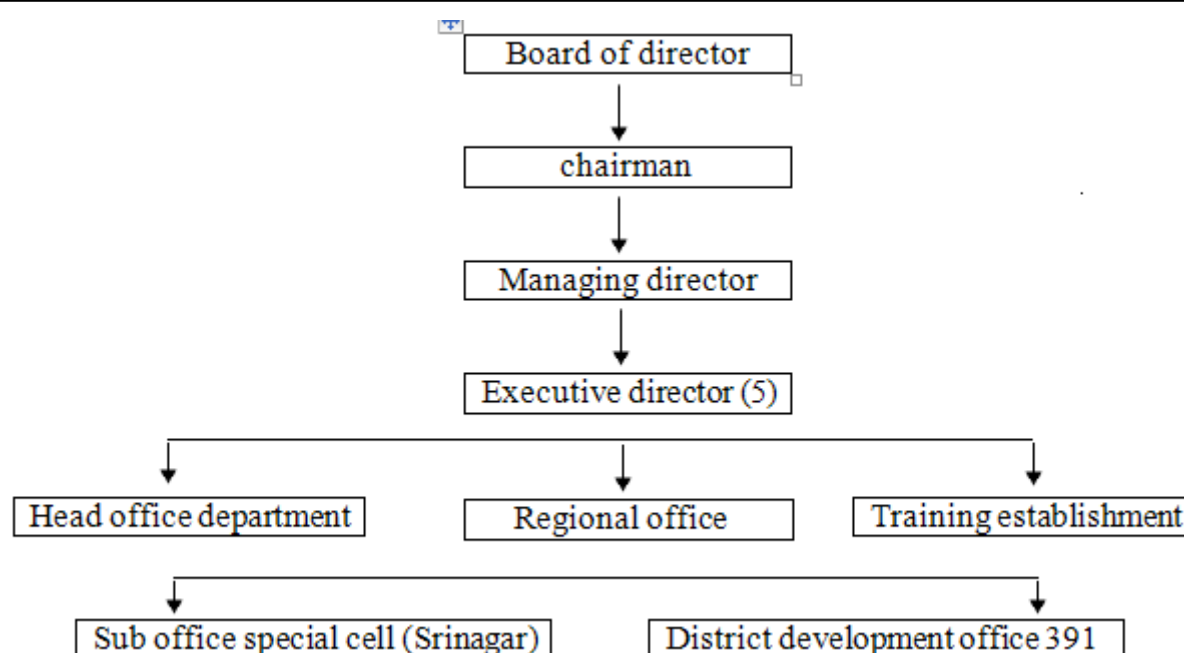 Board of director
chairman
Managing director
Executive director (5)
Head office department
Regional office
Training establishment
Sub office special cell (Srinagar)
District development office 391